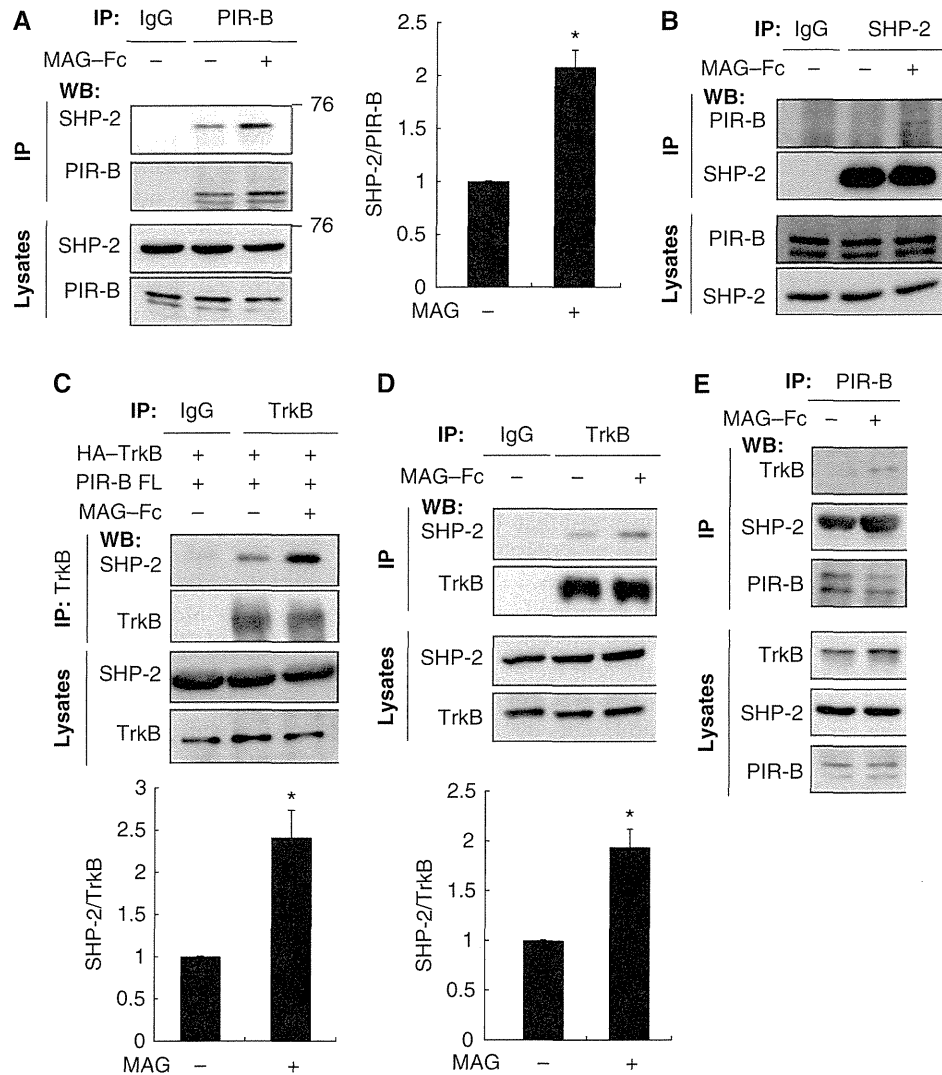 A
IP: IgG PIR-B
MAG–Fc – – +
WB:
IP
SHP-2
76
PIR-B
76
Lysates
SHP-2
PIR-B
SHP-2/PIR-B
2.5
2
1.5
1
0.5
0
*
MAG – +
B
IP: IgG SHP-2
MAG–Fc – – +
WB:
IP
PIR-B
SHP-2
Lysates
PIR-B
SHP-2
C
IP: IgG TrkB
HA–TrkB + + +
PIR-B FL + + +
MAG–Fc – – +
WB:
IP: TrkB
SHP-2
TrkB
Lysates
SHP-2
TrkB
SHP-2/TrkB
3
2.5
2
1.5
1
0.5
0
*
MAG – +
D
IP: IgG TrkB
MAG–Fc – – +
WB:
IP
SHP-2
TrkB
Lysates
SHP-2
TrkB
SHP-2/TrkB
2.5
2
1.5
1
0.5
0
*
MAG – +
E
IP: PIR-B
MAG–Fc – +
WB:
IP
TrkB
SHP-2
PIR-B
Lysates
TrkB
SHP-2
PIR-B